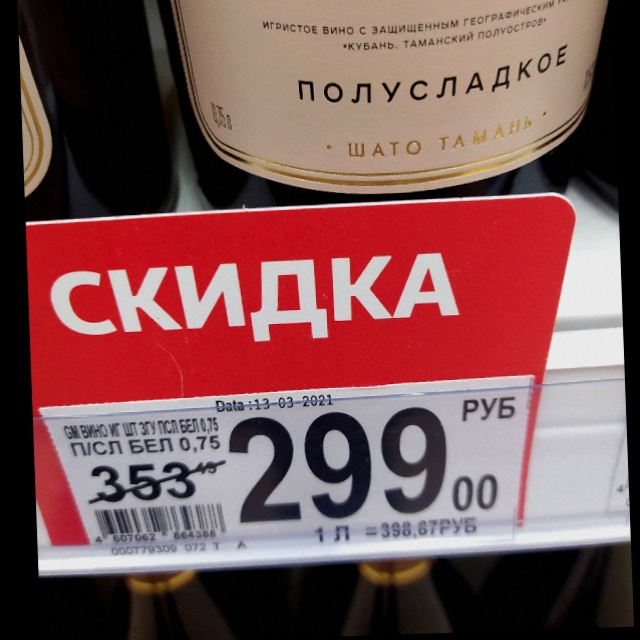 ИГРИСТОЕ ВИНО С ЗАЩИЩЕННЫМ ГЕОГРАФИЧЕСКИМ
"КУБАНЬ. ТАМАНСКИЙ ПОЛУОСТРОВ"
ПОЛУСЛАДКОЕ
0,75 л
· ШАТО ТАМАНЬ ·
СКИДКА
Data :13-03-2021
GM ВИНО ИГ ШТ ЗГУ ПСЛ БЕЛ 0,75
П/СЛ БЕЛ 0,75
353 49
299 00
РУБ
4 607062 864388
1 Л =398,67РУБ
000779309 072 T A